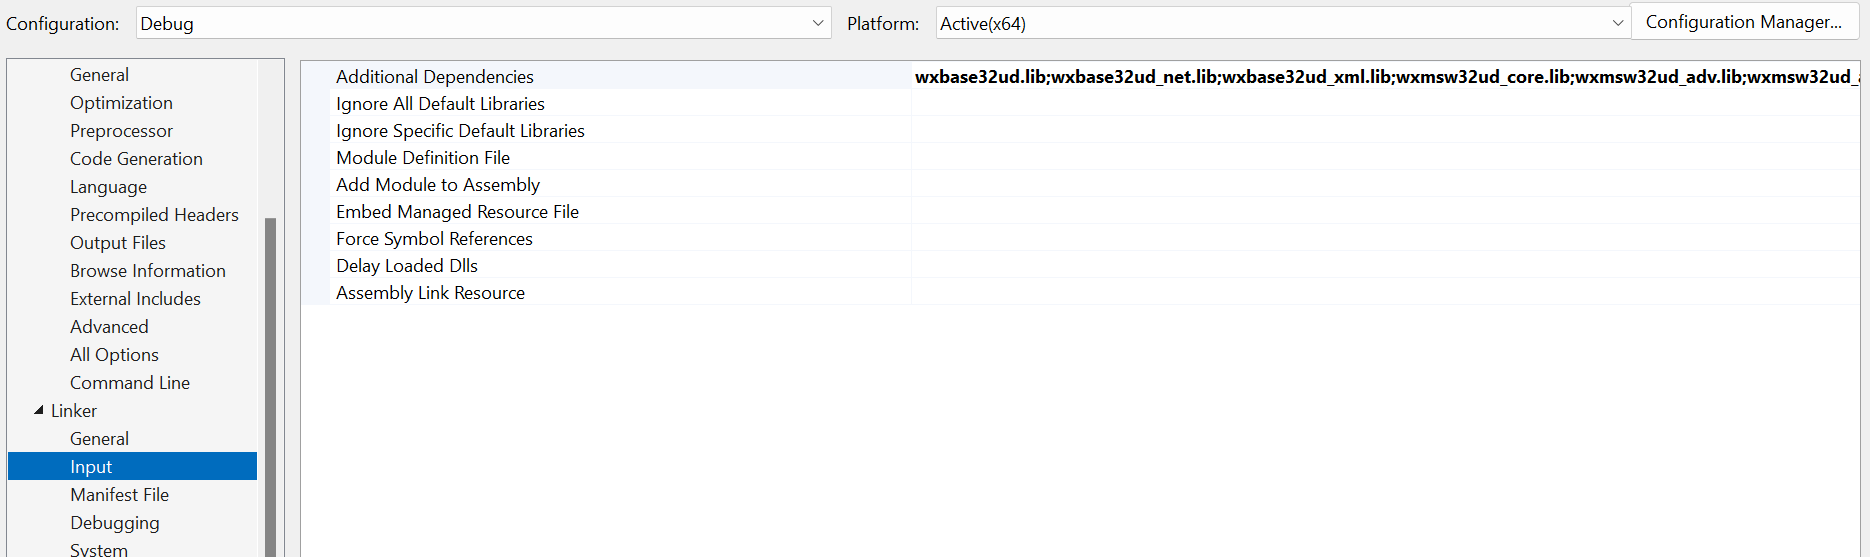 Configuration: Debug Platform: Active(x64) Configuration Manager...
General
Optimization
Preprocessor
Code Generation
Language
Precompiled Headers
Output Files
Browse Information
External Includes
Advanced
All Options
Command Line
Linker
General
Input
Manifest File
Debugging
System
Additional Dependencies wxbase32ud.lib;wxbase32ud_net.lib;wxbase32ud_xml.lib;wxmsw32ud_core.lib;wxmsw32ud_adv.lib;wxmsw32ud_
Ignore All Default Libraries
Ignore Specific Default Libraries
Module Definition File
Add Module to Assembly
Embed Managed Resource File
Force Symbol References
Delay Loaded Dlls
Assembly Link Resource